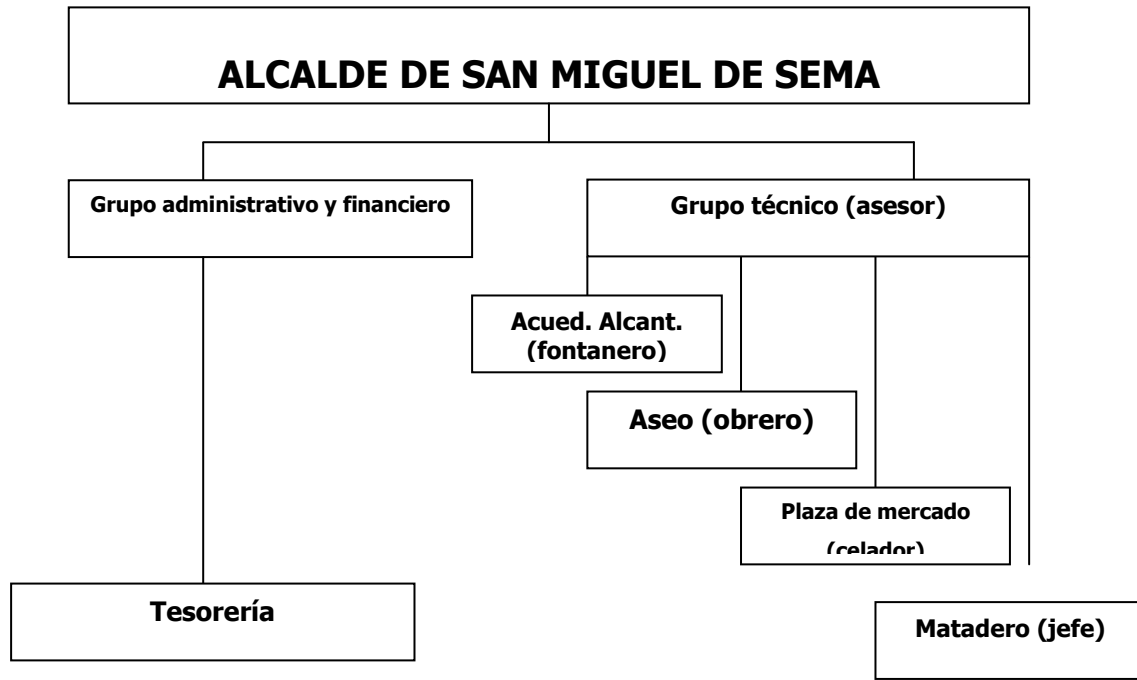 ALCALDE DE SAN MIGUEL DE SEMA
Grupo administrativo y financiero
Grupo técnico (asesor)
Acued. Alcant.
(fontanero)
Aseo (obrero)
Plaza de mercado
(celador)
Tesorería
Matadero (jefe)